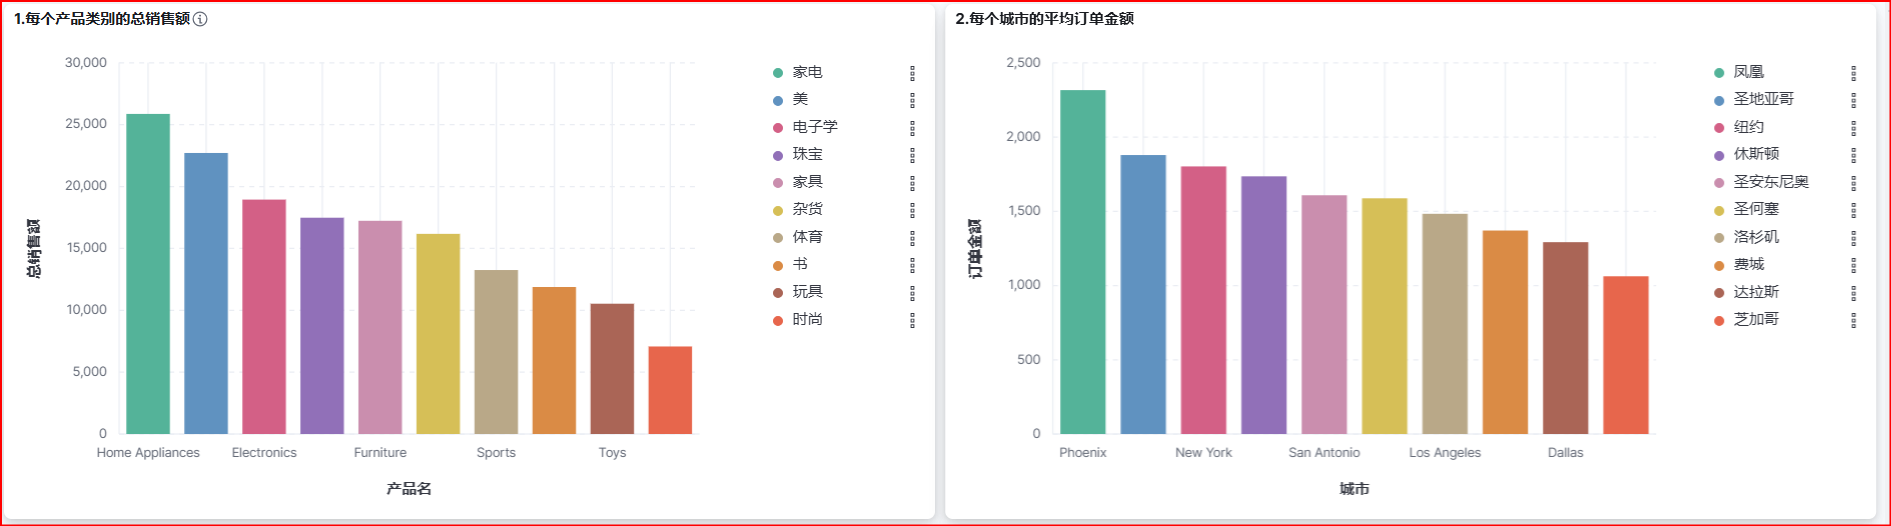 1.每个产品类别的总销售额
30,000
25,000
20,000
15,000
10,000
5,000
0
总销售额
Home Appliances
Electronics
Furniture
Sports
Toys
产品名
家电
美
电子学
珠宝
家具
杂货
体育
书
玩具
时尚
2.每个城市的平均订单金额
2,500
2,000
1,500
1,000
500
0
订单金额
Phoenix
New York
San Antonio
Los Angeles
Dallas
城市
凤凰
圣地亚哥
纽约
休斯顿
圣安东尼奥
圣何塞
洛杉矶
费城
达拉斯
芝加哥